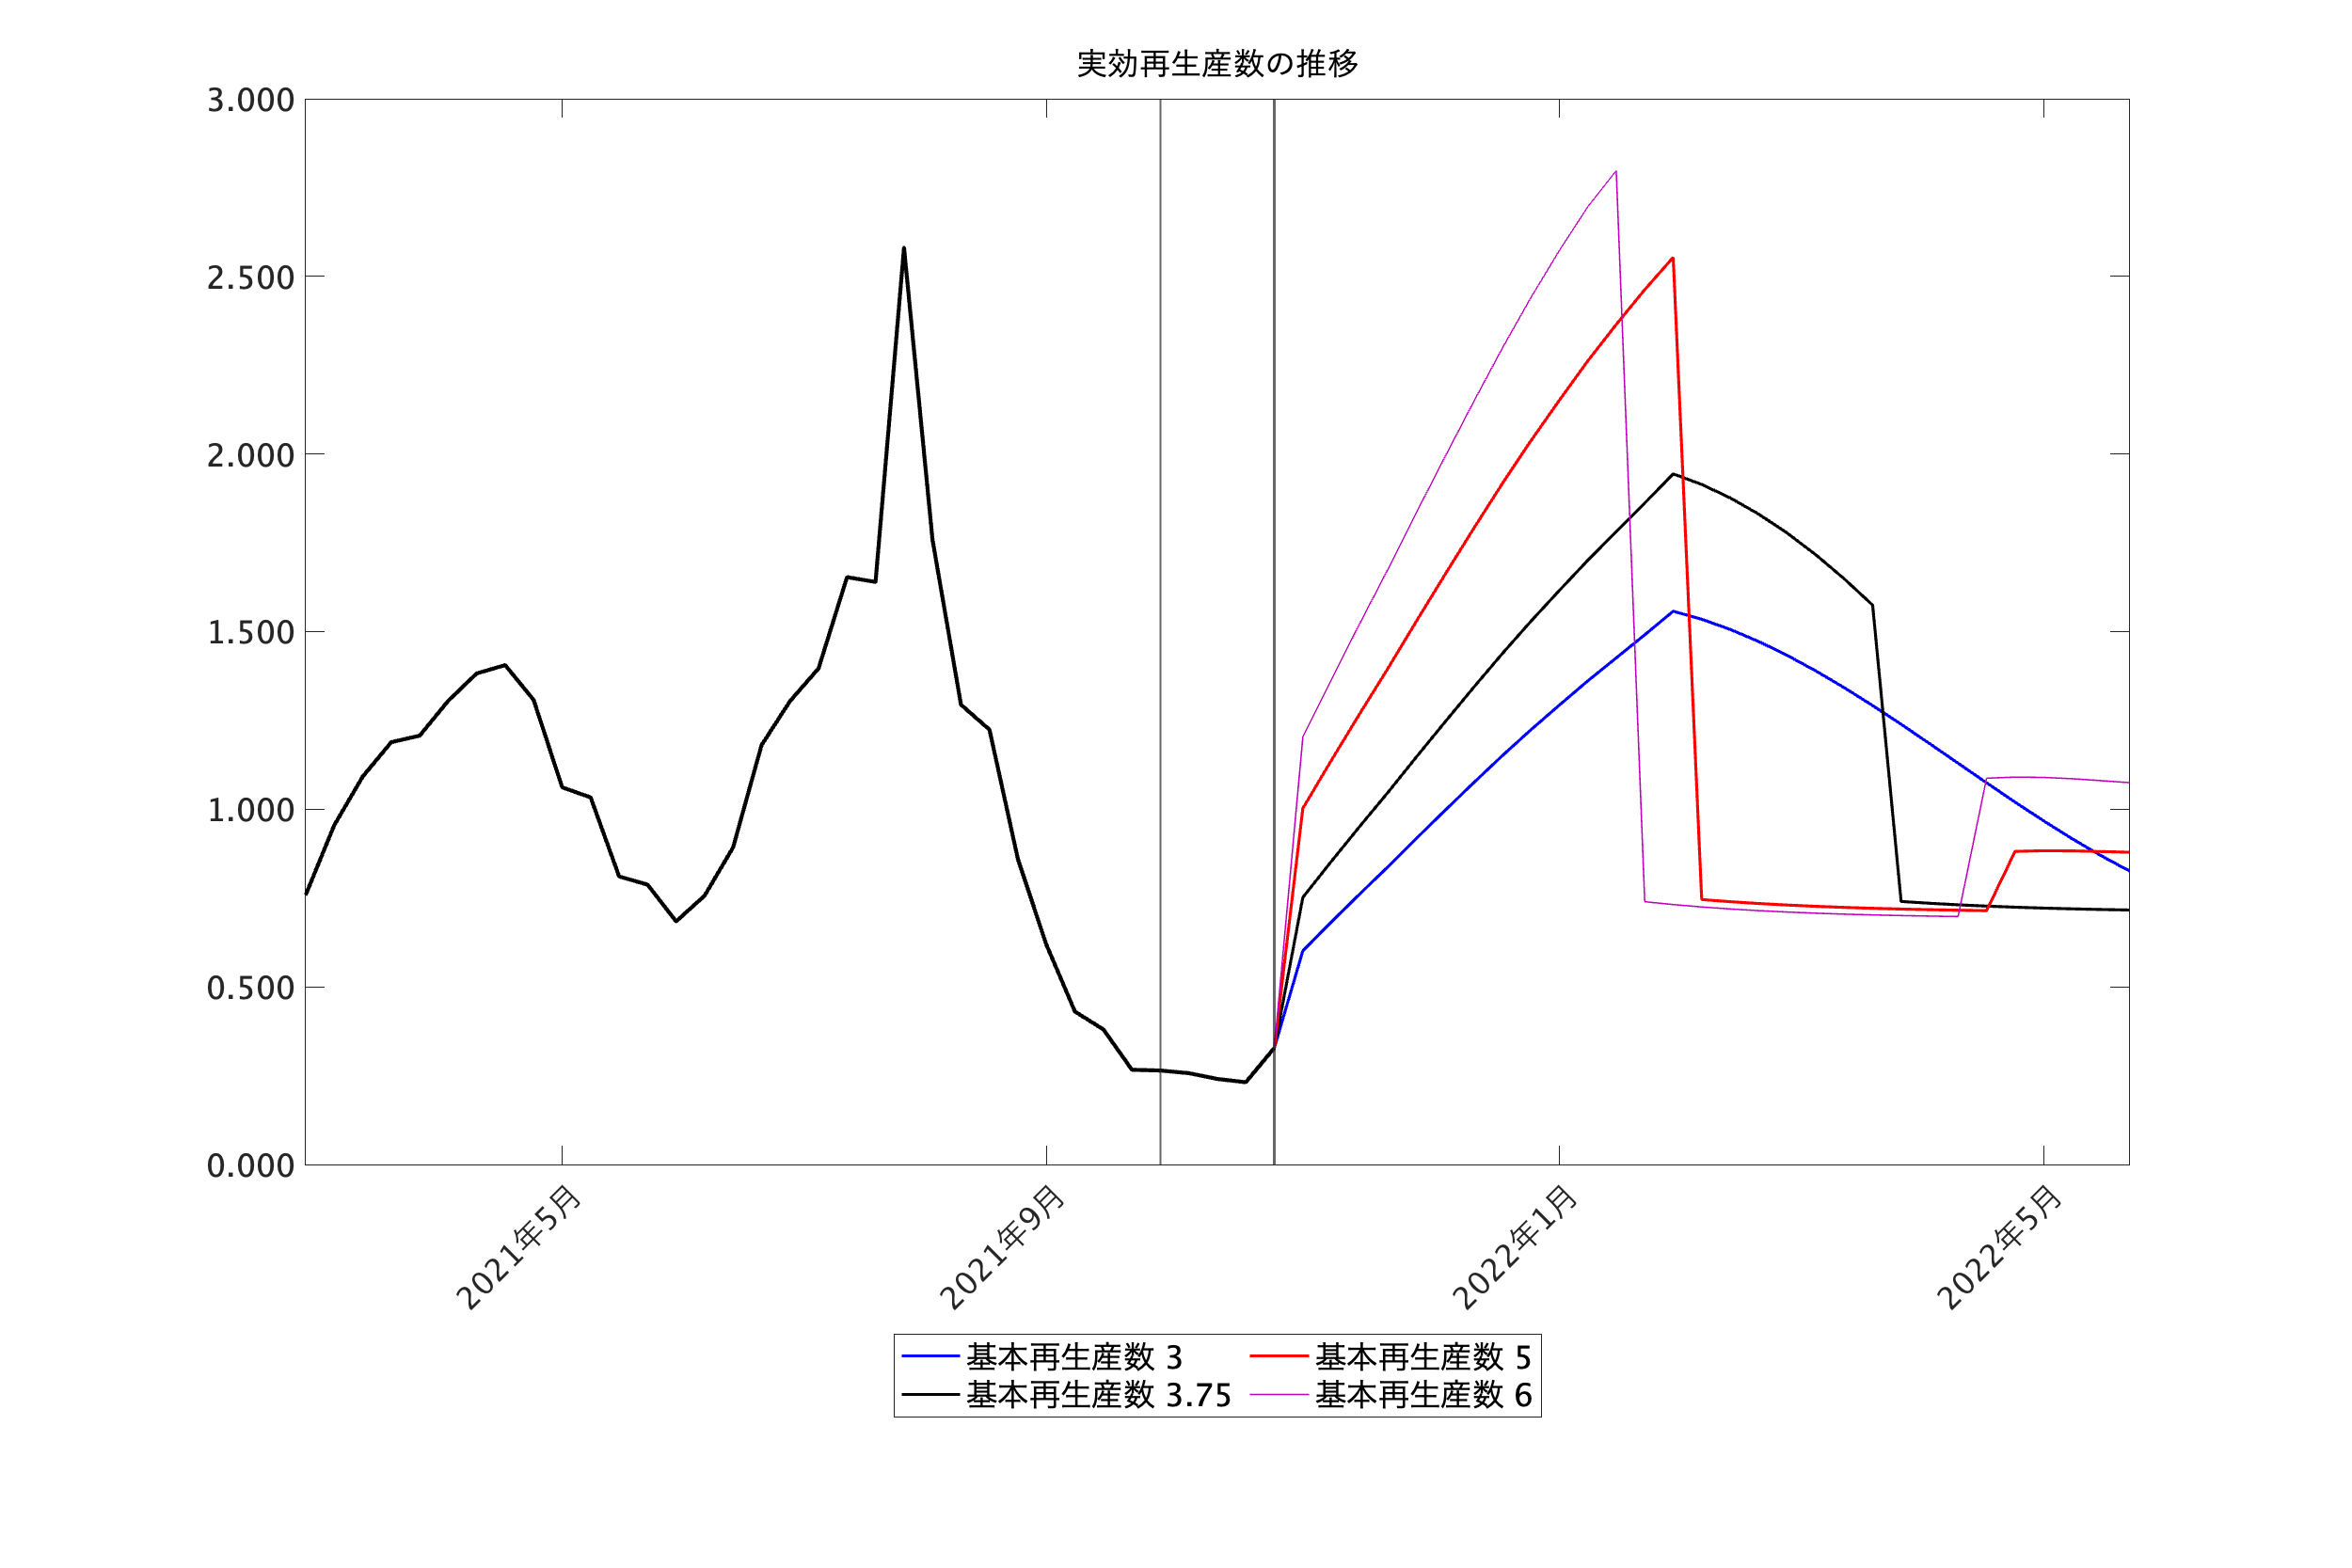 実効再生産数の推移
3.000
2.500
2.000
1.500
1.000
0.500
0.000
2021年5月
2021年9月
2022年1月
2022年5月
基本再生産数 3
基本再生産数 5
基本再生産数 3.75
基本再生産数 6